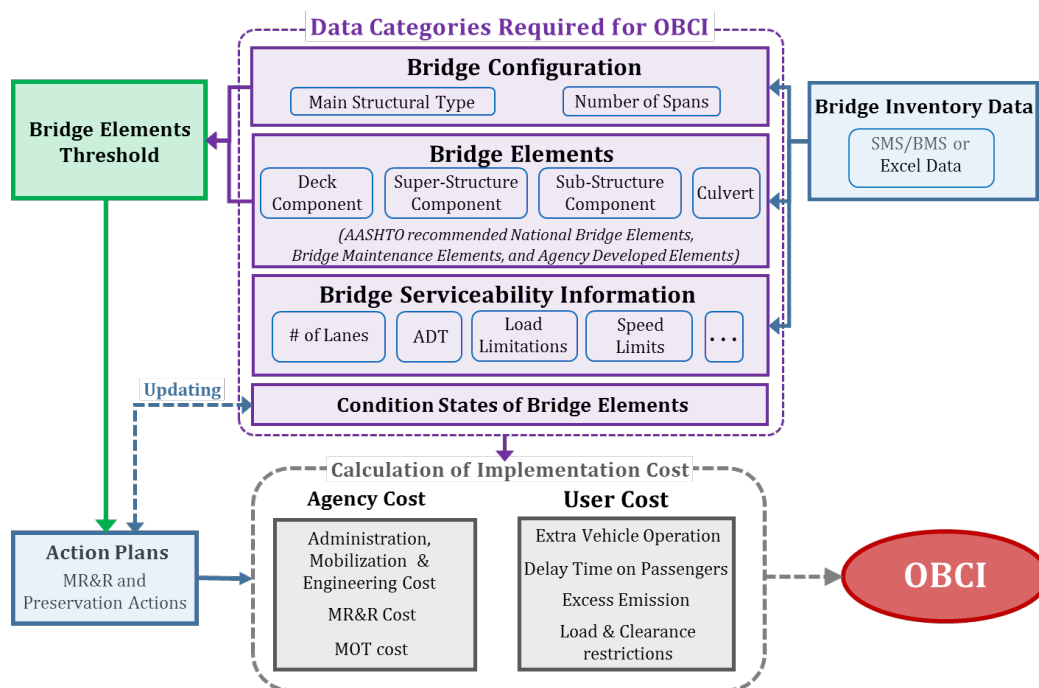 Data Categories Required for OBCI
Bridge Configuration
Main Structural Type
Number of Spans
Bridge Elements
Threshold
Bridge Inventory Data
SMS/BMS or
Excel Data
Bridge Elements
Deck
Component
Super-Structure
Component
Sub-Structure
Component
Culvert
(AASHTO recommended National Bridge Elements,
Bridge Maintenance Elements, and Agency Developed Elements)
Bridge Serviceability Information
# of Lanes
ADT
Load
Limitations
Speed
Limits
...
Updating
Condition States of Bridge Elements
Calculation of Implementation Cost
Agency Cost
Administration,
Mobilization &
Engineering Cost
MR&R Cost
MOT cost
User Cost
Extra Vehicle Operation
Delay Time on Passengers
Excess Emission
Load & Clearance
restrictions
Action Plans
MR&R and
Preservation Actions
OBCI